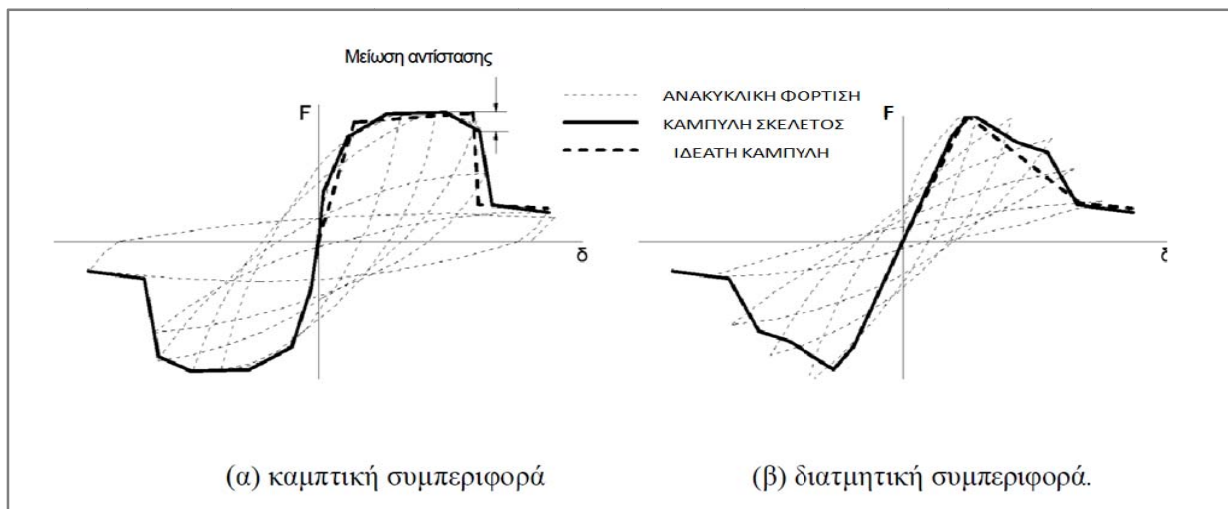 Μείωση αντίστασης
F
δ
ΑΝΑΚΥΚΛΙΚΗ ΦΟΡΤΙΣΗ
ΚΑΜΠΥΛΗ ΣΚΕΛΕΤΟΣ
ΙΔΕΑΤΗ ΚΑΜΠΥΛΗ
F
δ
(α) καμπτική συμπεριφορά
(β) διατμητική συμπεριφορά.